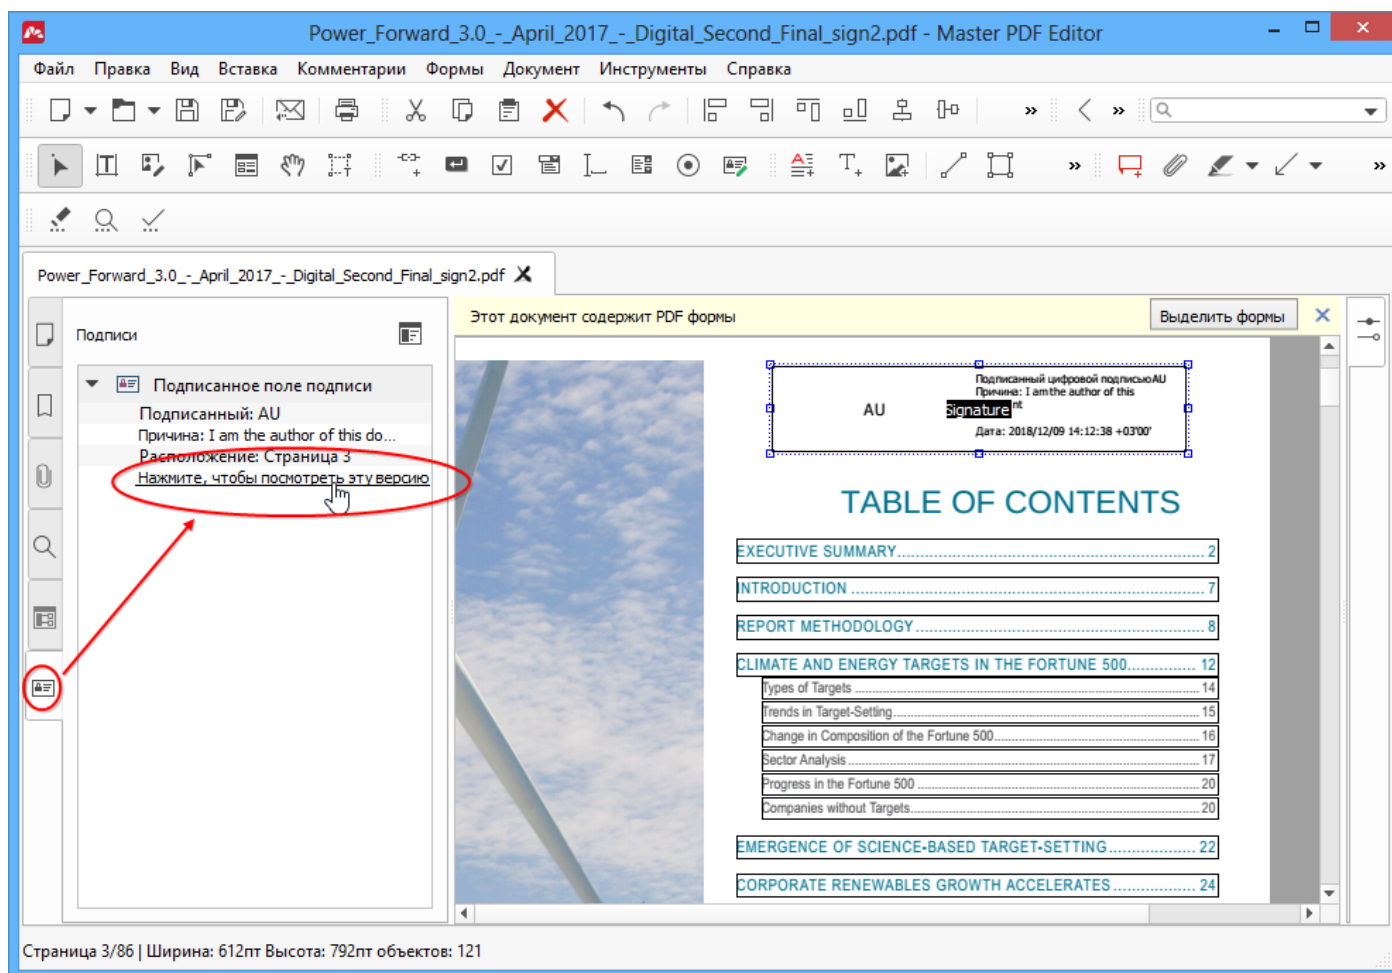 Power_Forward_3.0_-_April_2017_-_Digital_Second_Final_sign2.pdf - Master PDF Editor
Файл Правка Вид Вставка Комментарии Формы Документ Инструменты Справка
Power_Forward_3.0_-_April_2017_-_Digital_Second_Final_sign2.pdf
Подписи
Подписанное поле подписи
Подписанный: AU
Причина: I am the author of this do...
Расположение: Страница 3
Нажмите, чтобы посмотреть эту версию
Этот документ содержит PDF формы
Выделить формы
AU
Подписанный цифровой подписью AU
Причина: I am the author of this
Signature nt
Дата: 2018/12/09 14:12:38 +03'00'
TABLE OF CONTENTS
EXECUTIVE SUMMARY 2
INTRODUCTION 7
REPORT METHODOLOGY 8
CLIMATE AND ENERGY TARGETS IN THE FORTUNE 500 12
Types of Targets 14
Trends in Target-Setting 15
Change in Composition of the Fortune 500 16
Sector Analysis 17
Progress in the Fortune 500 20
Companies without Targets 20
EMERGENCE OF SCIENCE-BASED TARGET-SETTING 22
CORPORATE RENEWABLES GROWTH ACCELERATES 24
Страница 3/86 | Ширина: 612пт Высота: 792пт объектов: 121